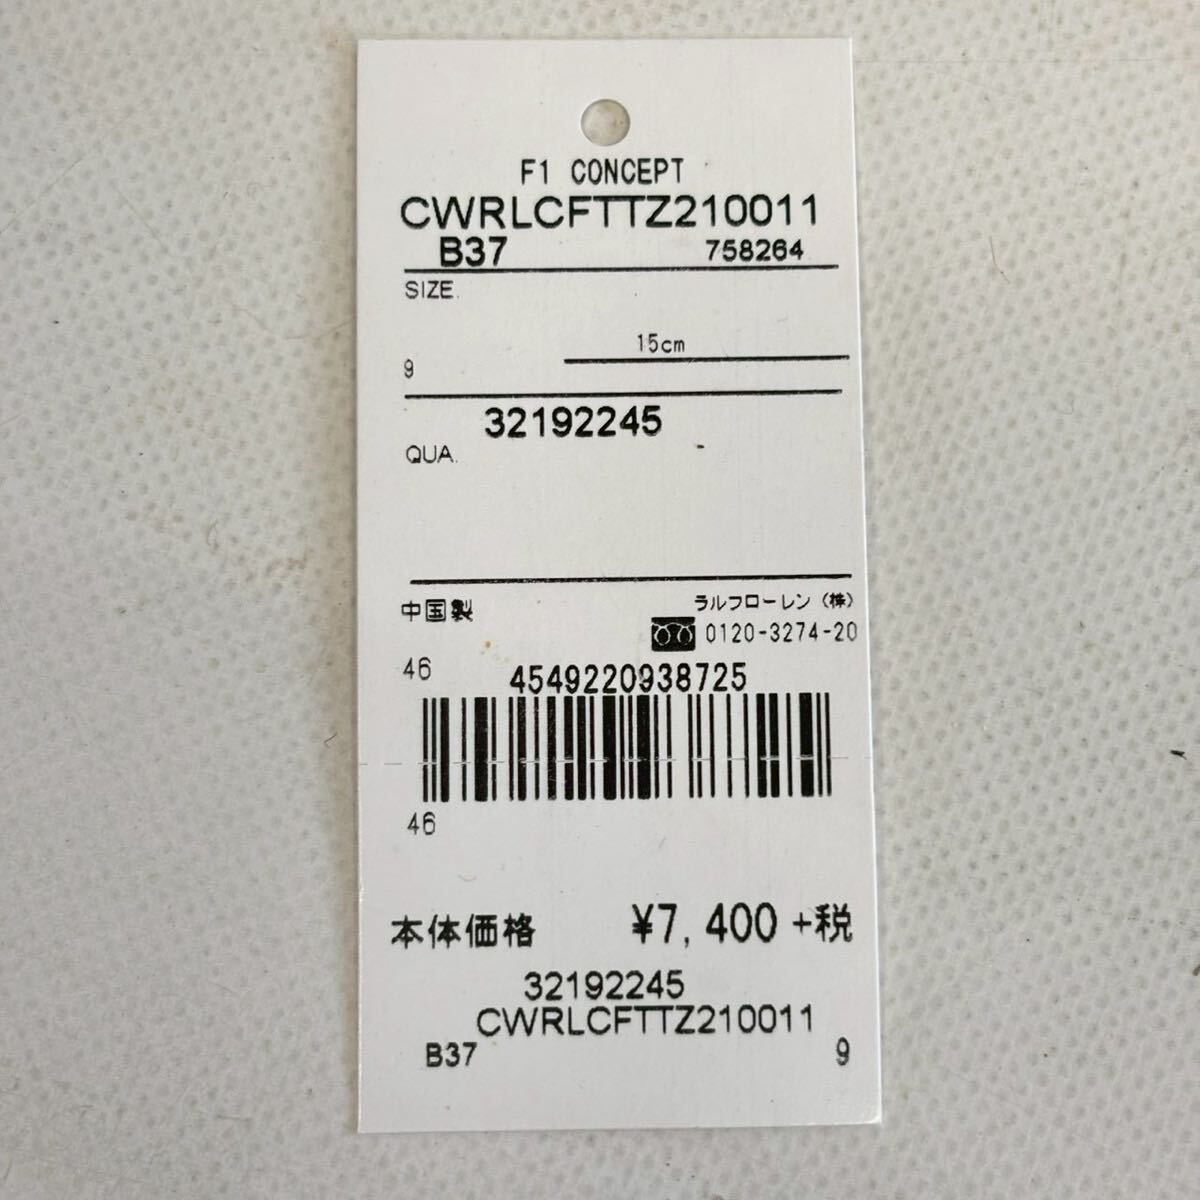 F1 CONCEPT
CWRLCFTTZ210011
B37 758264
SIZE.
15cm
9
32192245
QUA.
中国製
ラルフローレン(株)
0120-3274-20
46
4549220938725
46
本体価格 ¥7,400 +税
32192245
CWRLCFTTZ210011
B37 9